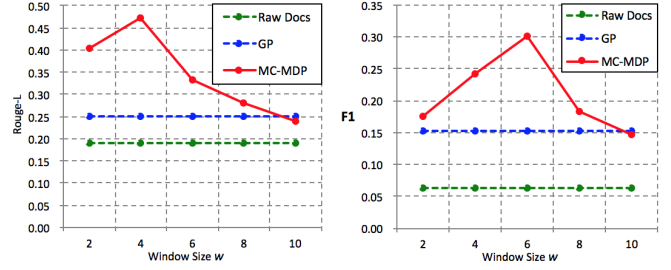 0.50
0.45
0.40
0.35
0.30
0.25
0.20
0.15
0.10
0.05
0.00
Rouge-L
2 4 6 8 10
Window Size w
Raw Docs
GP
MC-MDP
0.35
0.30
0.25
0.20
0.15
0.10
0.05
0.00
F1
2 4 6 8 10
Window Size w
Raw Docs
GP
MC-MDP